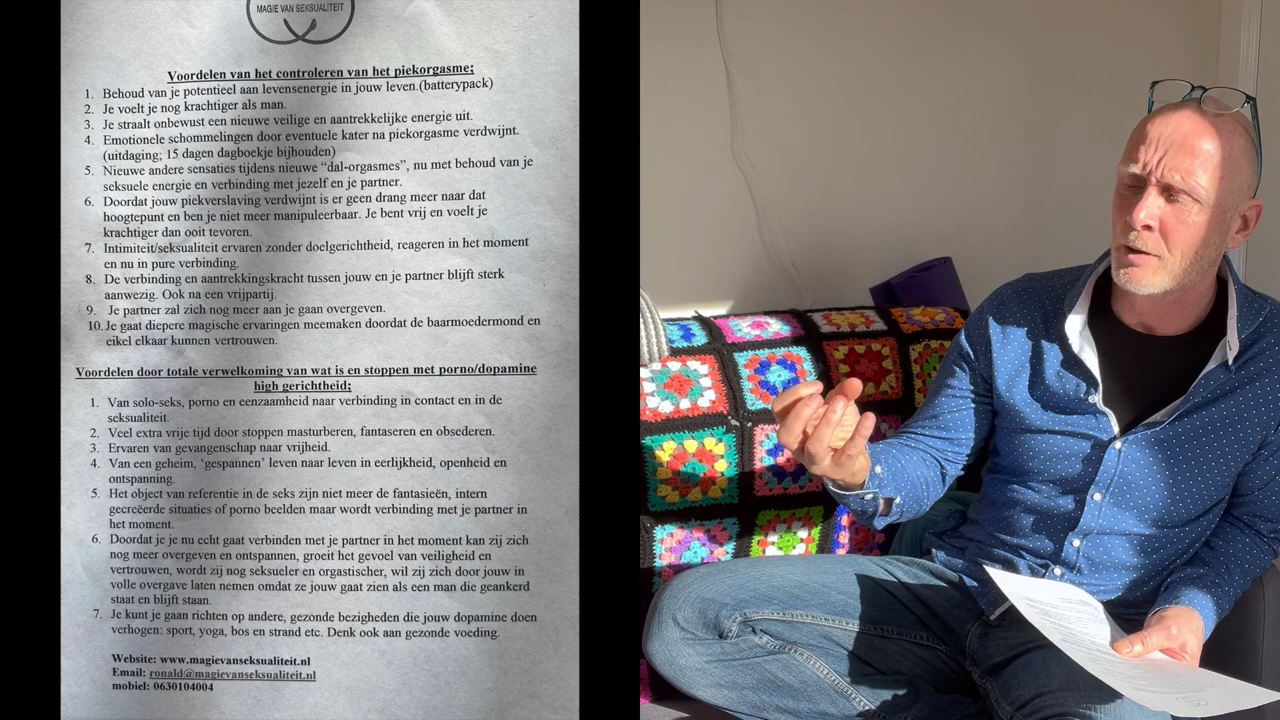 MAGIE VAN SEKSUALITEIT
Voordelen van het controleren van het piekorgasme;
1. Behoud van je potentieel aan levensenergie in jouw leven.(batterypack)
2. Je voelt je nog krachtiger als man.
3. Je straalt onbewust een nieuwe veilige en aantrekkelijke energie uit.
4. Emotionele schommelingen door eventuele kater na piekorgasme verdwijnt.
(uitdaging; 15 dagen dagboekje bijhouden)
5. Nieuwe andere sensaties tijdens nieuwe “dal-orgasmes”, nu met behoud van je
seksuele energie en verbinding met jezelf en je partner.
6. Doordat jouw piekverslaving verdwijnt is er geen drang meer naar dat
hoogtepunt en ben je niet meer manipuleerbaar. Je bent vrij en voelt je
krachtiger dan ooit tevoren.
7. Intimiteit/seksualiteit ervaren zonder doelgerichtheid, reageren in het moment
en nu in pure verbinding.
8. De verbinding en aantrekkingskracht tussen jouw en je partner blijft sterk
aanwezig. Ook na een vrijpartij.
9. Je partner zal zich nog meer aan je gaan overgeven.
10. Je gaat diepere magische ervaringen meemaken doordat de baarmoedermond en
eikel elkaar kunnen vertrouwen.
Voordelen door totale verwelkoming van wat is en stoppen met porno/dopamine
high gerichtheid;
1. Van solo-seks, porno en eenzaamheid naar verbinding in contact en in de
seksualiteit.
2. Veel extra vrije tijd door stoppen masturberen, fantaseren en obsederen.
3. Ervaren van gevangenschap naar vrijheid.
4. Van een geheim, ‘gespannen’ leven naar leven in eerlijkheid, openheid en
ontspanning.
5. Het object van referentie in de seks zijn niet meer de fantasieën, intern
gecreëerde situaties of porno beelden maar wordt verbinding met je partner in
het moment.
6. Doordat je je nu echt gaat verbinden met je partner in het moment kan zij zich
nog meer overgeven en ontspannen, groeit het gevoel van veiligheid en
vertrouwen, wordt zij nog seksueler en orgastischer, wil zij zich door jouw in
volle overgave laten nemen omdat ze jouw gaat zien als een man die geankerd
staat en blijft staan.
7. Je kunt je gaan richten op andere, gezonde bezigheden die jouw dopamine doen
verhogen: sport, yoga, bos en strand etc. Denk ook aan gezonde voeding.
Website: www.magievanseksualiteit.nl
Email: ronald@magievanseksualiteit.nl
mobiel: 0630104004